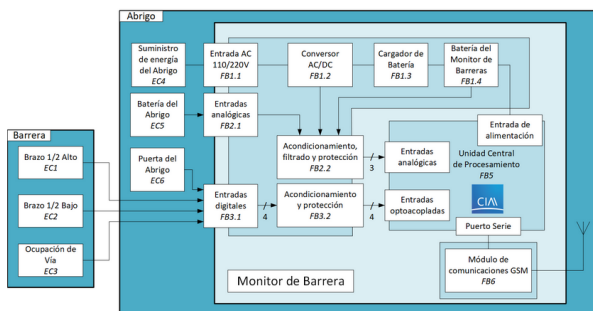 Abrigo
Suministro
de energía
del Abrigo
EC4
Entrada AC
110/220V
FB1.1
Conversor
AC/DC
FB1.2
Cargador de
Batería
FB1.3
Batería del
Monitor de
Barreras
FB1.4
Batería del
Abrigo
EC5
Entradas
analógicas
FB2.1
Entrada de
alimentación
Barrera
Brazo 1/2 Alto
EC1
Puerta del
Abrigo
EC6
Acondicionamiento,
filtrado y protección
FB2.2
3
Entradas
analógicas
Unidad Central
de Procesamiento
FB5
Brazo 1/2 Bajo
EC2
Entradas
digitales
FB3.1
4
Acondicionamiento
y protección
FB3.2
4
Entradas
optoacopladas
CIAA
Puerto Serie
Ocupación de
Vía
EC3
Monitor de Barrera
Módulo de
comunicaciones GSM
FB6